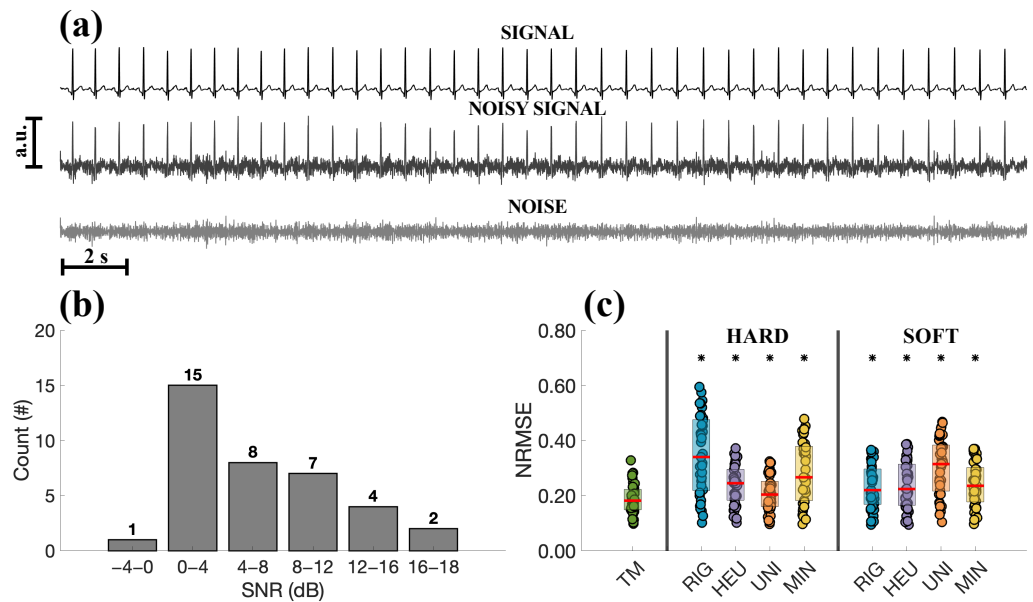 (a)
SIGNAL
NOISY SIGNAL
a.u.
NOISE
2 s
(b)
20
15
10
5
0
Count (#)
1
15
8
7
4
2
−4−0
0−4
4−8
8−12
12−16
16−18
SNR (dB)
(c)
0.80
0.60
0.40
0.20
0.00
NRMSE
HARD
SOFT
* * * *
* * * *
TM
RIG
HEU
UNI
MIN
RIG
HEU
UNI
MIN